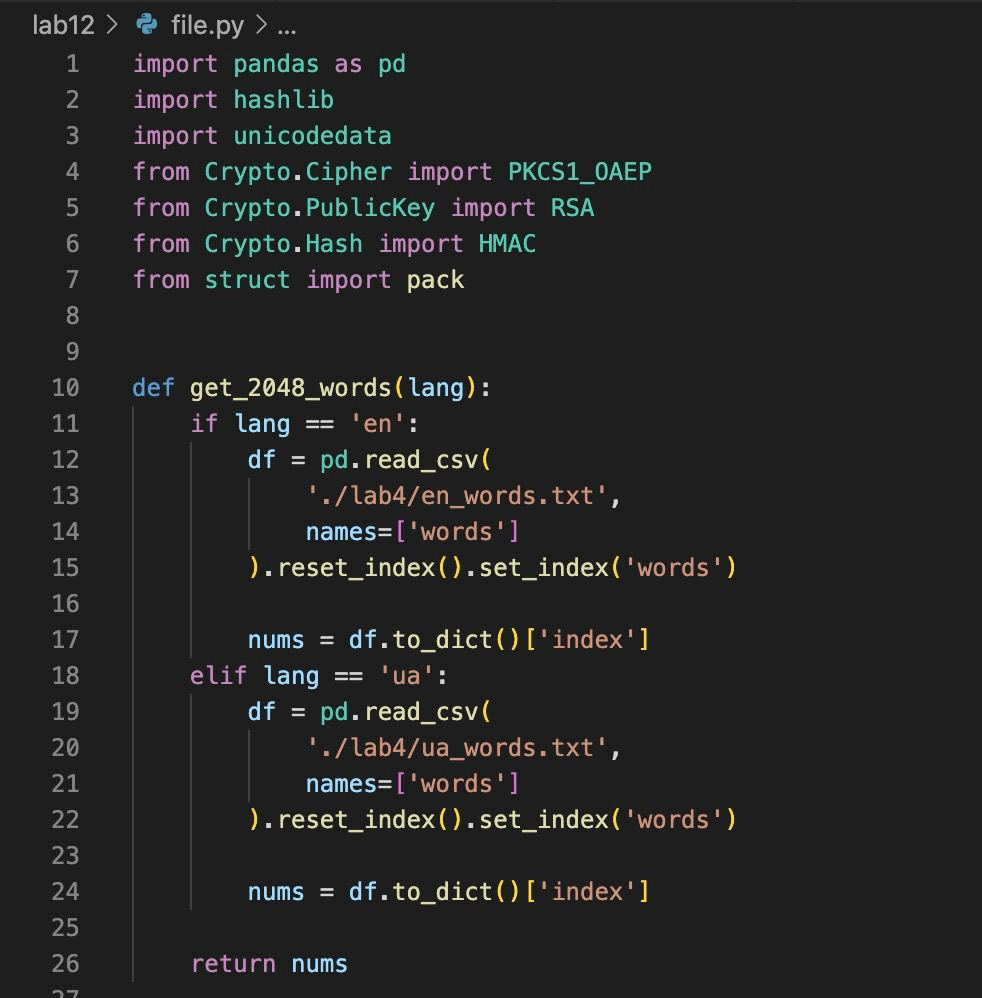 lab12 > file.py > ...
1 import pandas as pd
2 import hashlib
3 import unicodedata
4 from Crypto.Cipher import PKCS1_OAEP
5 from Crypto.PublicKey import RSA
6 from Crypto.Hash import HMAC
7 from struct import pack
8
9
10 def get_2048_words(lang):
11     if lang == 'en':
12         df = pd.read_csv(
13             './lab4/en_words.txt',
14             names=['words']
15         ).reset_index().set_index('words')
16
17         nums = df.to_dict()['index']
18     elif lang == 'ua':
19         df = pd.read_csv(
20             './lab4/ua_words.txt',
21             names=['words']
22         ).reset_index().set_index('words')
23
24         nums = df.to_dict()['index']
25
26     return nums
27